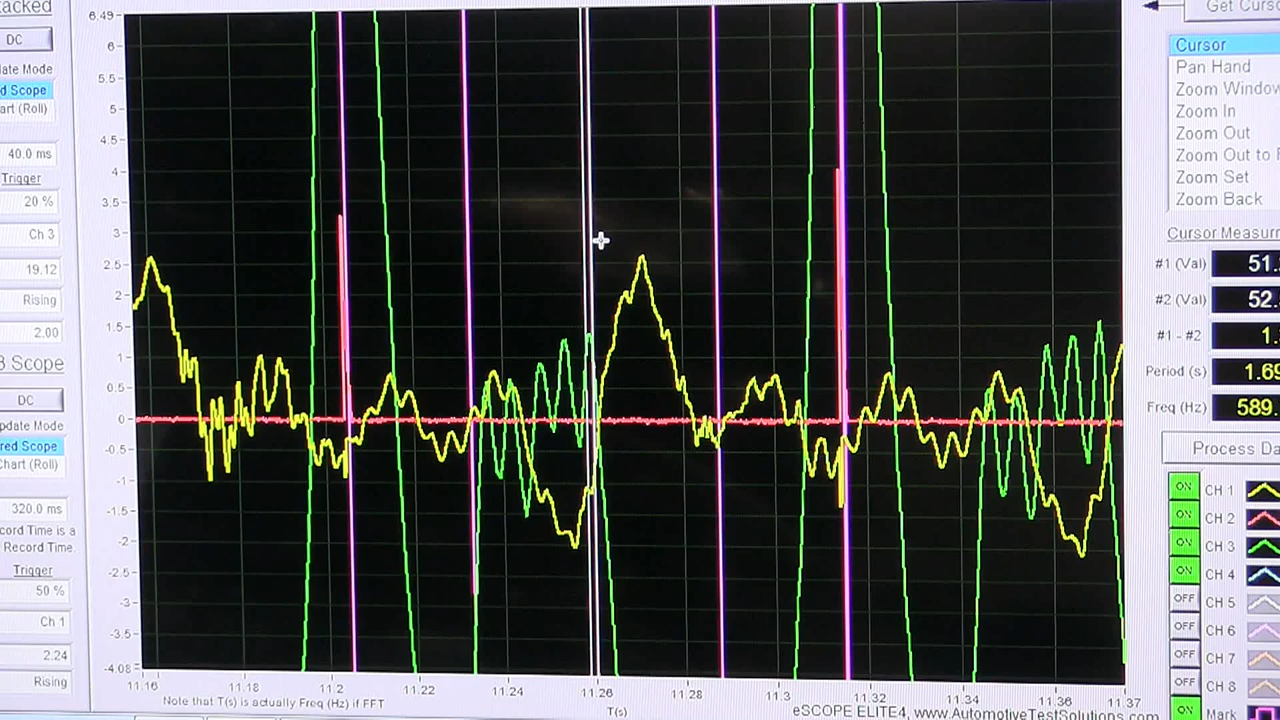 tacked
DC
ate Mode
d Scope
art (Roll)
40.0 ms
Trigger
20 %
Ch 3
19.12
Rising
2.00
B Scope
DC
pdate Mode
red Scope
Chart (Roll)
320.0 ms
cord Time is a
Record Time
Trigger
50 %
Ch 1
2.24
Rising
6.49
6
5.5
5
4.5
4
3.5
3
2.5
2
1.5
1
0.5
0
-0.5
-1
-1.5
-2
-2.5
-3
-3.5
-4.08
11.16
11.18
11.2
11.22
11.24
11.26
11.28
11.3
11.32
11.34
11.36
11.37
Note that T(s) is actually Freq (Hz) if FFT
T(s)
eSCOPE ELITE4, www.AutomotiveTestSolutions.com
Get Curso
Cursor
Pan Hand
Zoom Window
Zoom In
Zoom Out
Zoom Out to F
Zoom Set
Zoom Back
Cursor Measur
#1 (Val) 51.
#2 (Val) 52.
#1 - #2 1.
Period (s) 1.69
Freq (Hz) 589.
Process Da
ON CH 1
ON CH 2
ON CH 3
ON CH 4
OFF CH 5
OFF CH 6
OFF CH 7
OFF CH 8
ON Mark